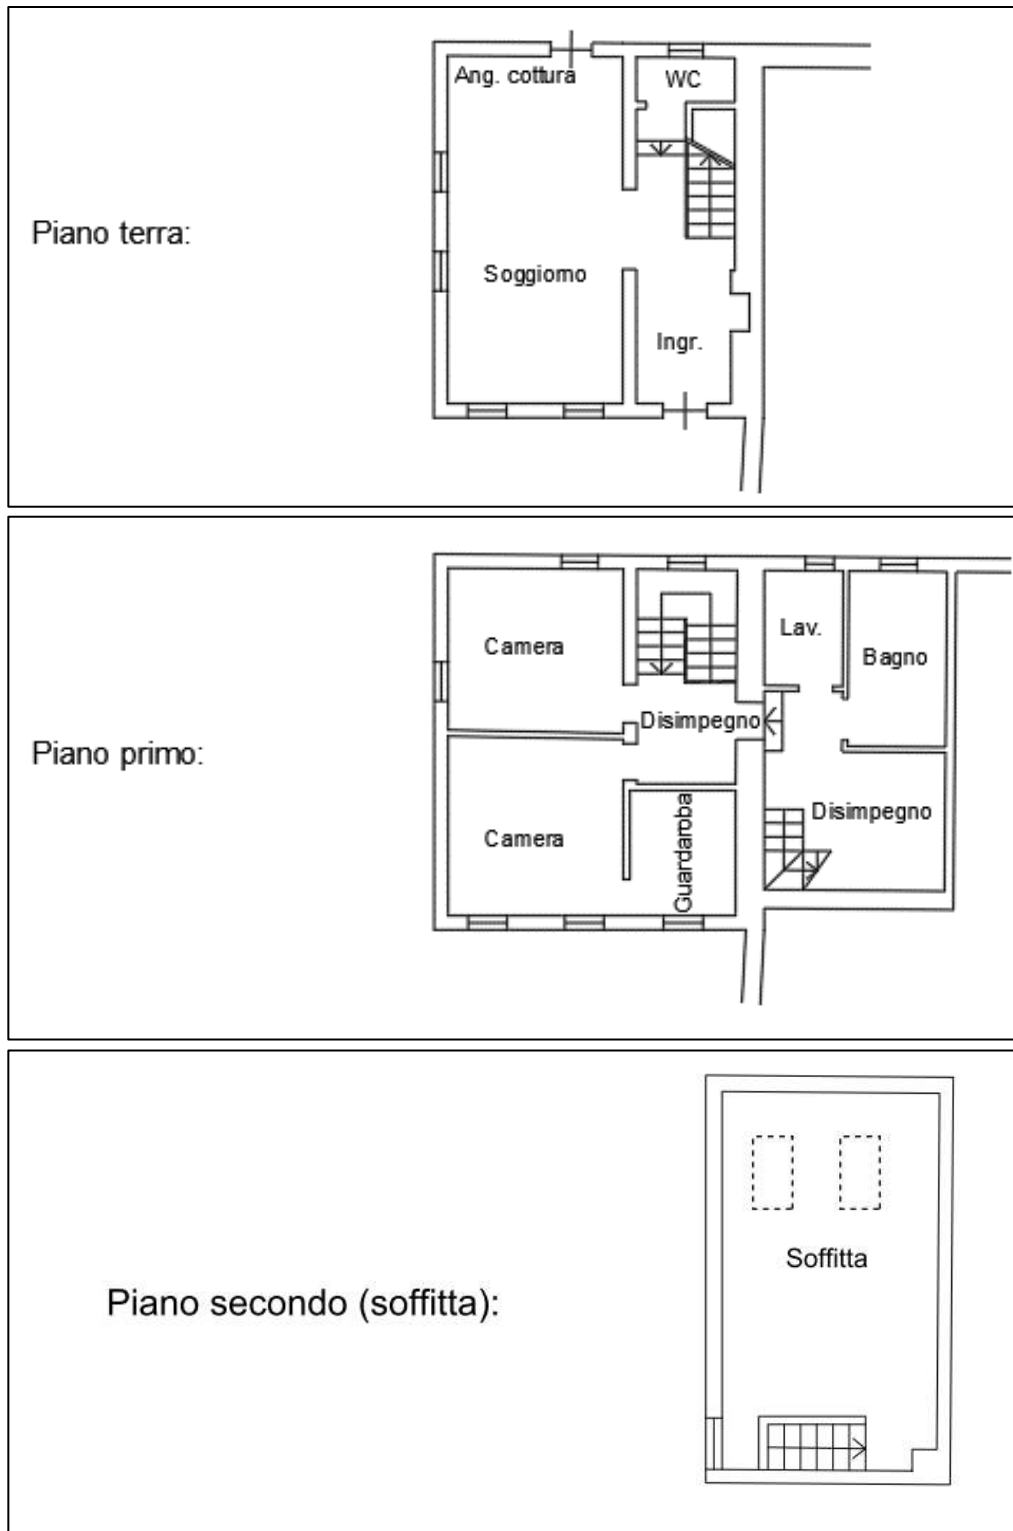 Ang. cottura
WC
Piano terra:
Soggiorno
Ingr.
Lav.
Camera
Bagno
Disimpegno
Piano primo:
Camera
Disimpegno
Guardaroba
Soffitta
Piano secondo (soffitta):